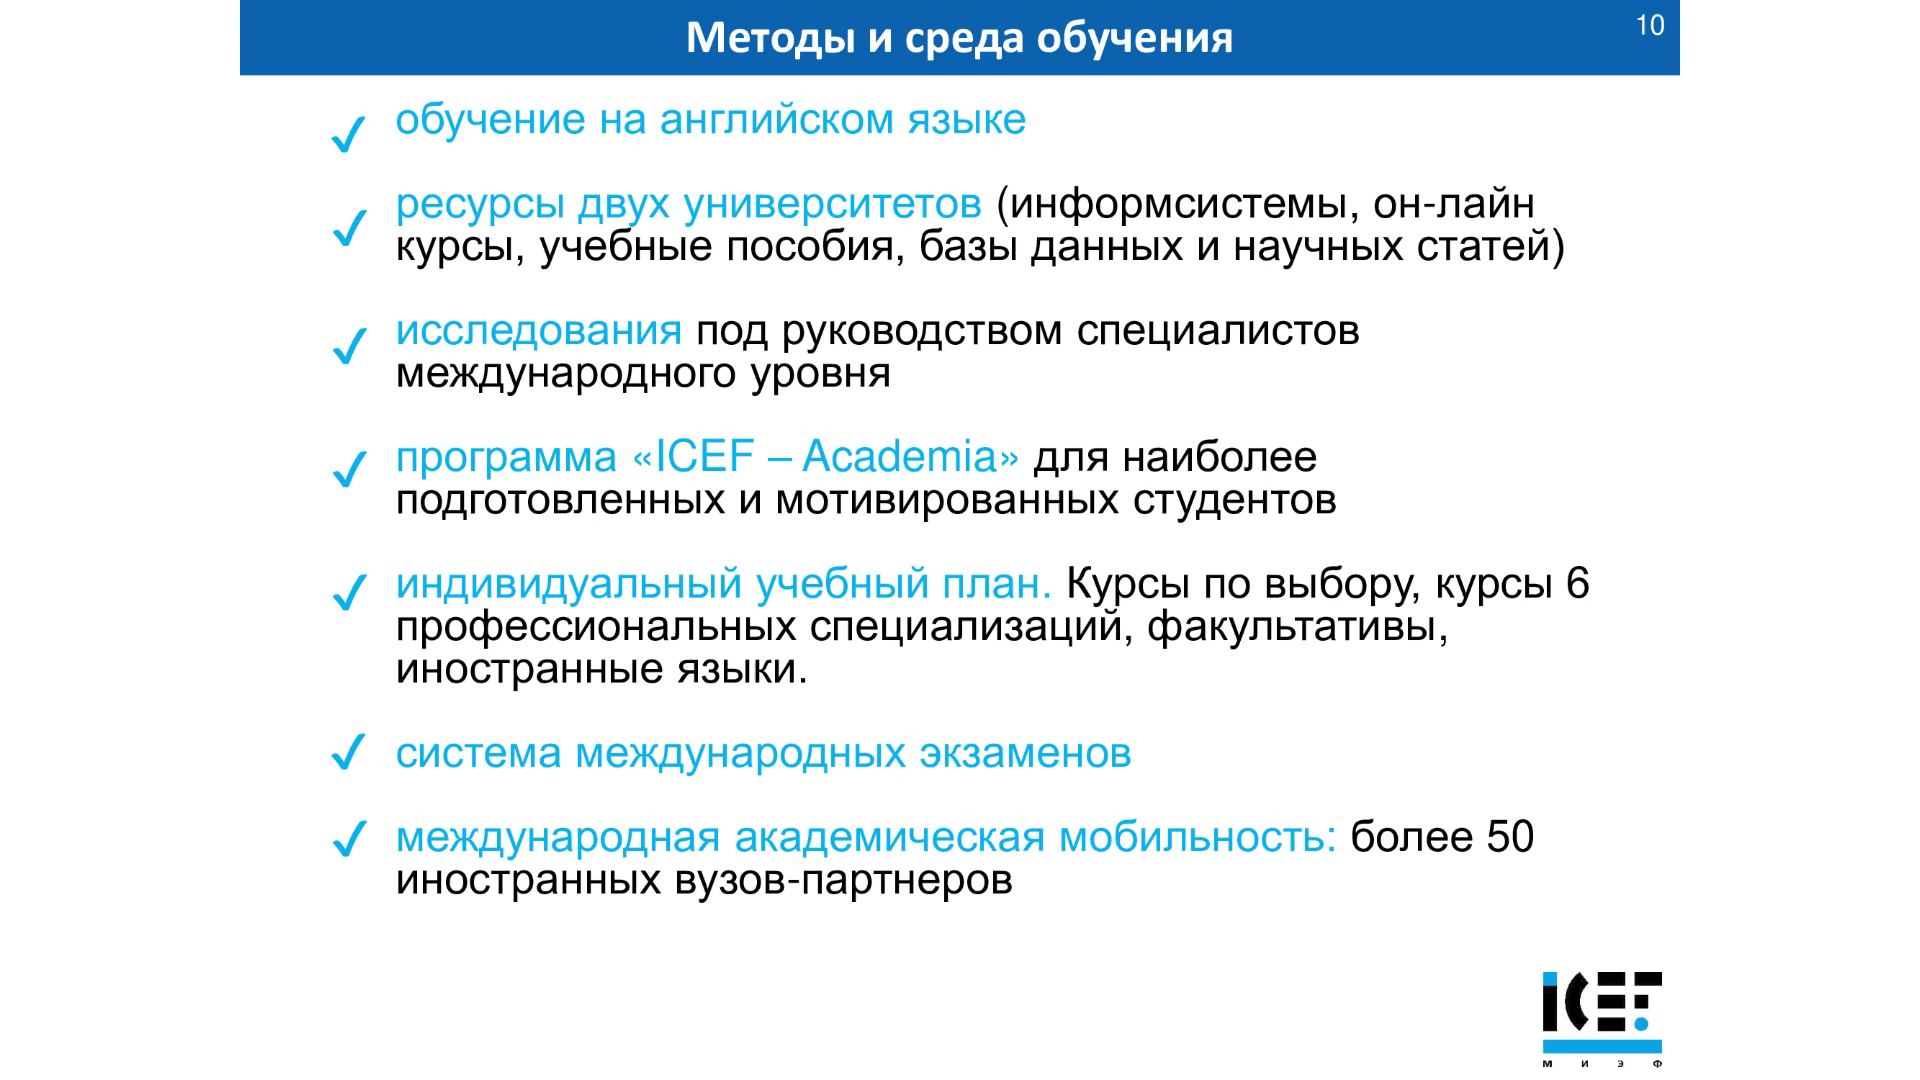 Методы и среда обучения
10
обучение на английском языке
ресурсы двух университетов (информсистемы, он-лайн
курсы, учебные пособия, базы данных и научных статей)
исследования под руководством специалистов
международного уровня
программа «ICEF – Academia» для наиболее
подготовленных и мотивированных студентов
индивидуальный учебный план. Курсы по выбору, курсы 6
профессиональных специализаций, факультативы,
иностранные языки.
система международных экзаменов
международная академическая мобильность: более 50
иностранных вузов-партнеров
iCEF
М И Э Ф